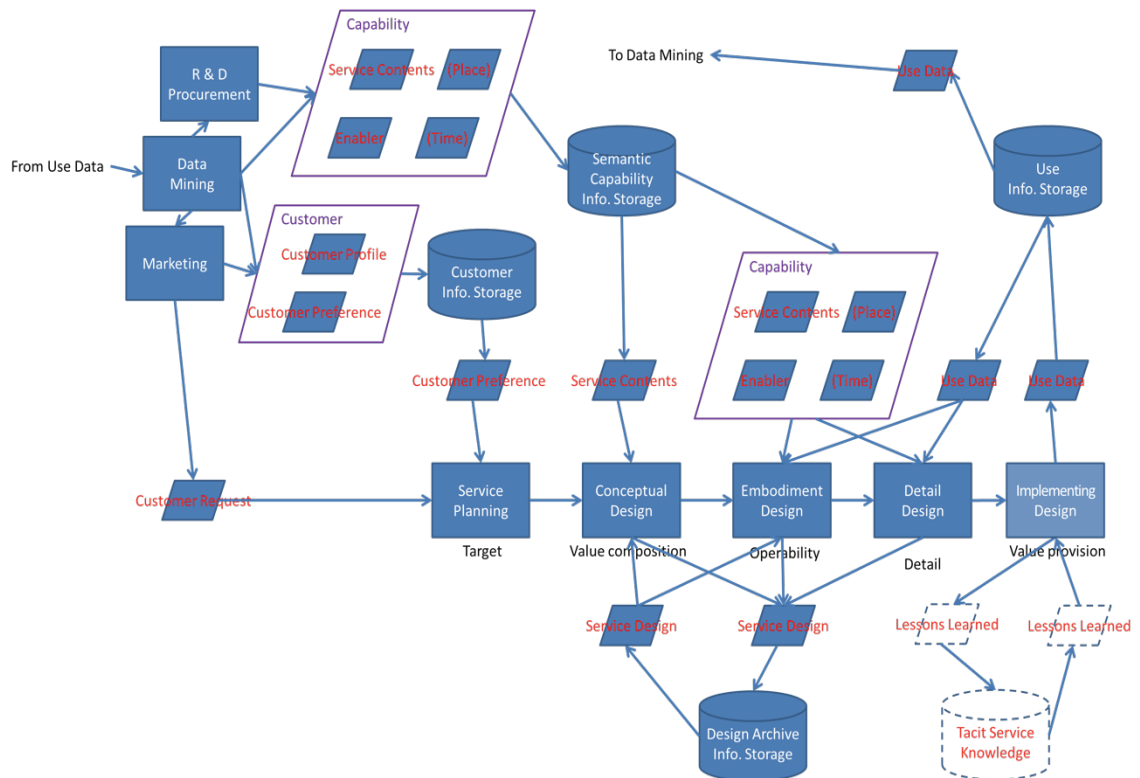 Capability
Service Contents
(Place)
Enabler
(Time)
R & D
Procurement
To Data Mining
Use Data
From Use Data
Data
Mining
Semantic
Capability
Info. Storage
Use
Info. Storage
Marketing
Customer
Customer Profile
Customer Preference
Customer
Info. Storage
Capability
Service Contents
(Place)
Enabler
(Time)
Customer Preference
Service Contents
Use Data
Use Data
Customer Request
Service
Planning
Conceptual
Design
Embodiment
Design
Detail
Design
Implementing
Design
Target
Value composition
Operability
Detail
Value provision
Service Design
Service Design
Lessons Learned
Lessons Learned
Design Archive
Info. Storage
Tacit Service
Knowledge